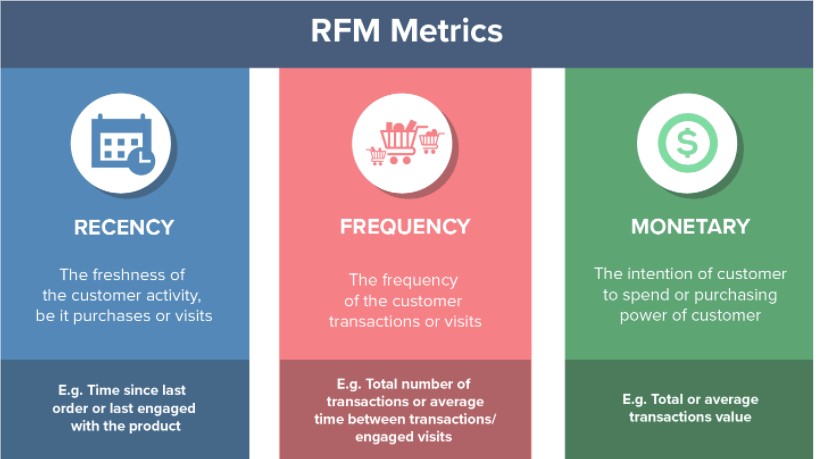 RFM Metrics
RECENCY
The freshness of
the customer activity,
be it purchases or visits
E.g. Time since last
order or last engaged
with the product
FREQUENCY
The frequency
of the customer
transactions or visits
E.g. Total number of
transactions or average
time between transactions/
engaged visits
MONETARY
The intention of customer
to spend or purchasing
power of customer
E.g. Total or average
transactions value